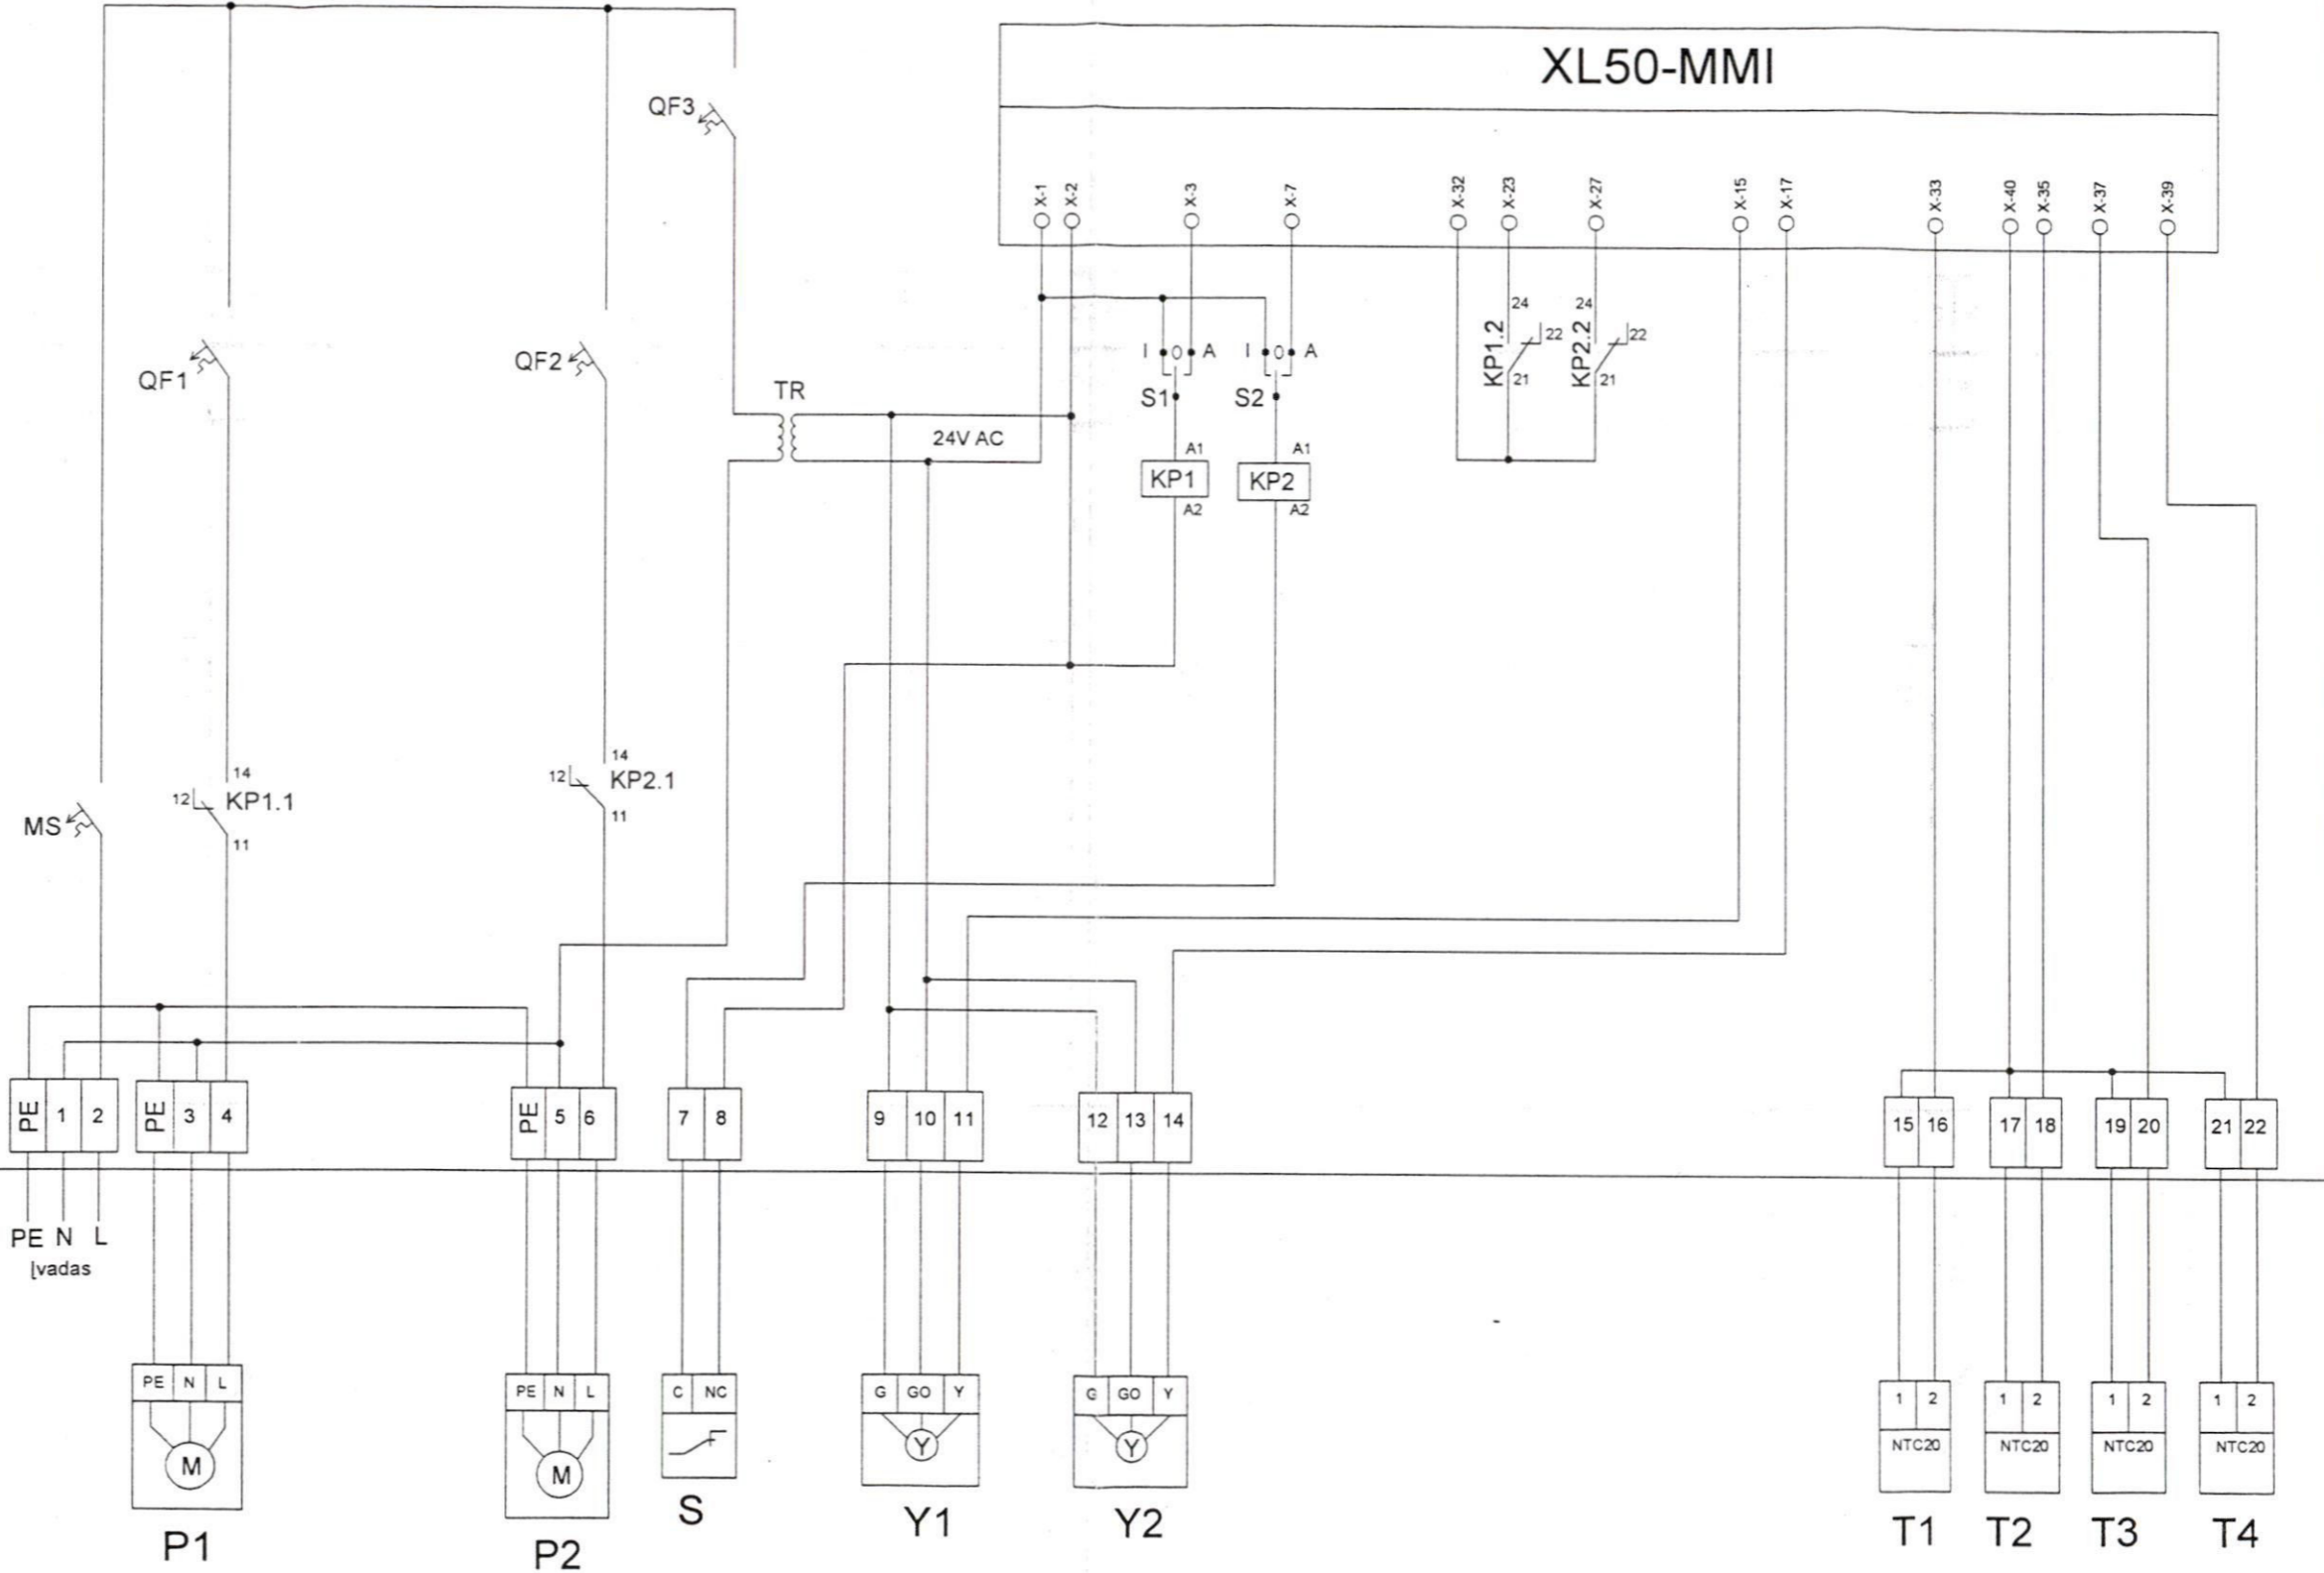 XL50-MMI
QF3
X-1
X-2
X-3
X-7
X-32
X-23
X-27
X-15
X-17
X-33
X-40
X-35
X-37
X-39
24
24
KP1.2
22
KP2.2
22
21
21
I 0 A
I 0 A
S1
S2
QF1
QF2
TR
24V AC
A1
A1
KP1
KP2
A2
A2
14
12
KP2.1
11
14
12
KP1.1
11
MS
PE 1 2
PE 3 4
PE 5 6
7 8
9 10 11
12 13 14
15 16
17 18
19 20
21 22
PE N L
Įvadas
PE N L
M
P1
PE N L
M
P2
C NC
S
G GO Y
Y
Y1
G GO Y
Y
Y2
1 2
NTC20
T1
1 2
NTC20
T2
1 2
NTC20
T3
1 2
NTC20
T4